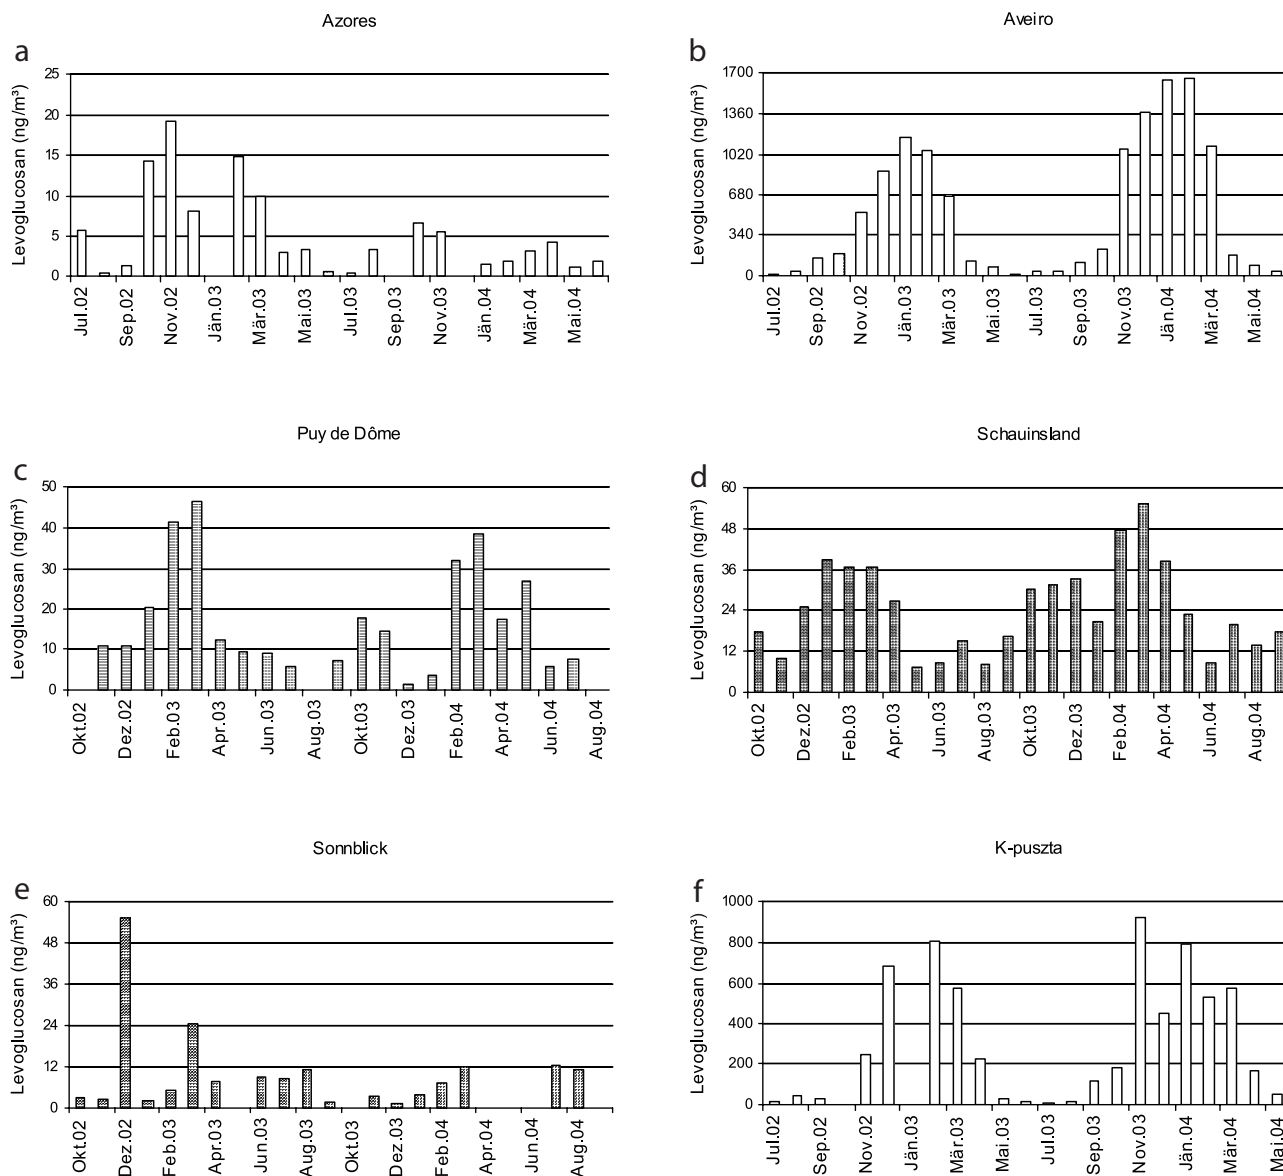 Azores
a
Levoglucosan (ng/m³)
25
20
15
10
5
0
Jul.02
Sep.02
Nov.02
Jän.03
Mär.03
Mai.03
Jul.03
Sep.03
Nov.03
Jän.04
Mär.04
Mai.04
Aveiro
b
Levoglucosan (ng/m³)
1700
1360
1020
680
340
0
Jul.02
Sep.02
Nov.02
Jän.03
Mär.03
Mai.03
Jul.03
Sep.03
Nov.03
Jän.04
Mär.04
Mai.04
Puy de Dôme
c
Levoglucosan (ng/m³)
50
40
30
20
10
0
Okt.02
Dez.02
Feb.03
Apr.03
Jun.03
Aug.03
Okt.03
Dez.03
Feb.04
Apr.04
Jun.04
Aug.04
Schauinsland
d
Levoglucosan (ng/m³)
60
48
36
24
12
0
Okt.02
Dez.02
Feb.03
Apr.03
Jun.03
Aug.03
Okt.03
Dez.03
Feb.04
Apr.04
Jun.04
Aug.04
Sonnblick
e
Levoglucosan (ng/m³)
60
48
36
24
12
0
Okt.02
Dez.02
Feb.03
Apr.03
Jun.03
Aug.03
Okt.03
Dez.03
Feb.04
Apr.04
Jun.04
Aug.04
K-puszta
f
Levoglucosan (ng/m³)
1000
800
600
400
200
0
Jul.02
Sep.02
Nov.02
Jän.03
Mär.03
Mai.03
Jul.03
Sep.03
Nov.03
Jän.04
Mär.04
Mai.04